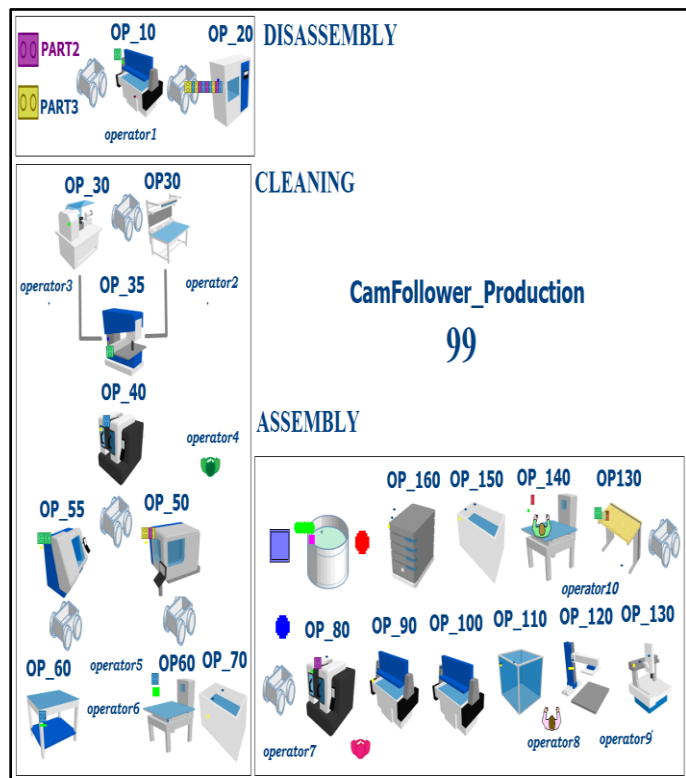 OP_10
OP_20
DISASSEMBLY
PART2
PART3
operator1
CLEANING
OP_30
OP30
operator3
OP_35
operator2
CamFollower_Production
99
OP_40
operator4
ASSEMBLY
OP_55
OP_50
OP_160
OP_150
OP_140
OP130
operator10
OP_60
operator5
operator6
OP60
OP_70
OP_80
OP_90
OP_100
OP_110
OP_120
OP_130
operator7
operator8
operator9